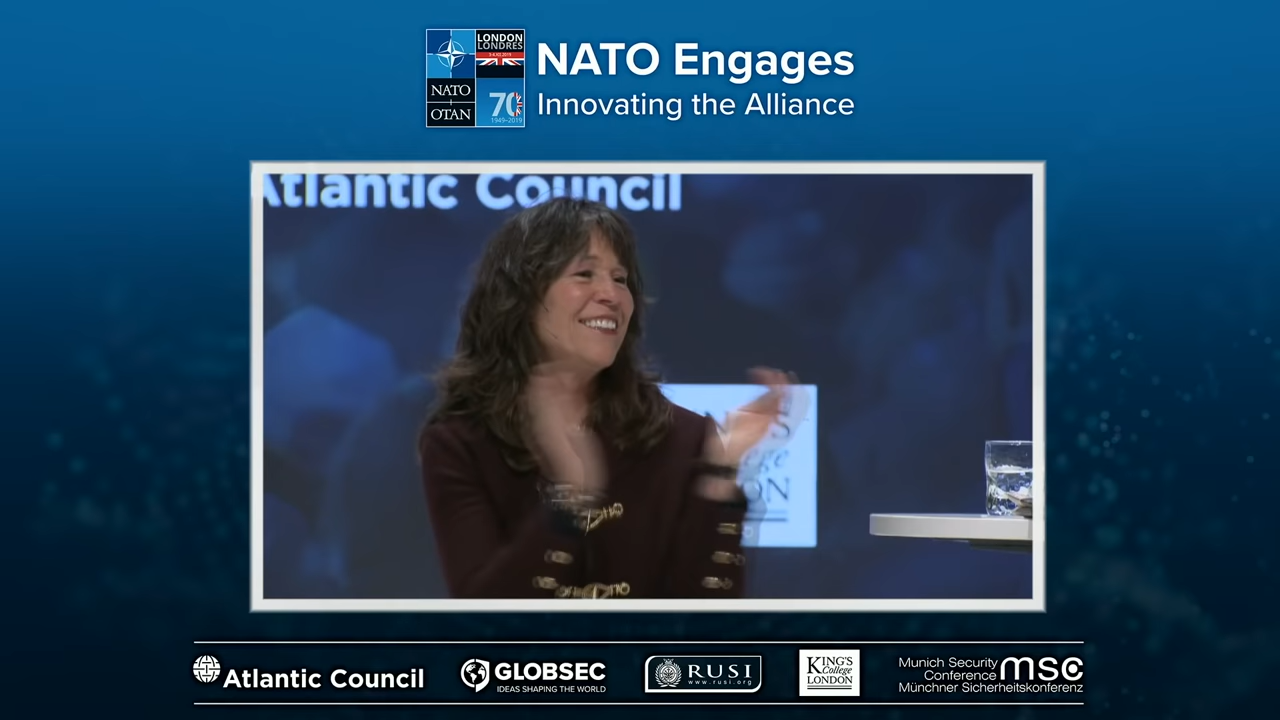 LONDON
LONDRES
NATO
OTAN
70
1949-2019
NATO Engages
Innovating the Alliance
Atlantic Council
ON
Atlantic Council
GLOBSEC
IDEAS SHAPING THE WORLD
RUSI
www.rusi.org
KING'S
College
LONDON
Munich Security
Conference
Münchner Sicherheitskonferenz
msc